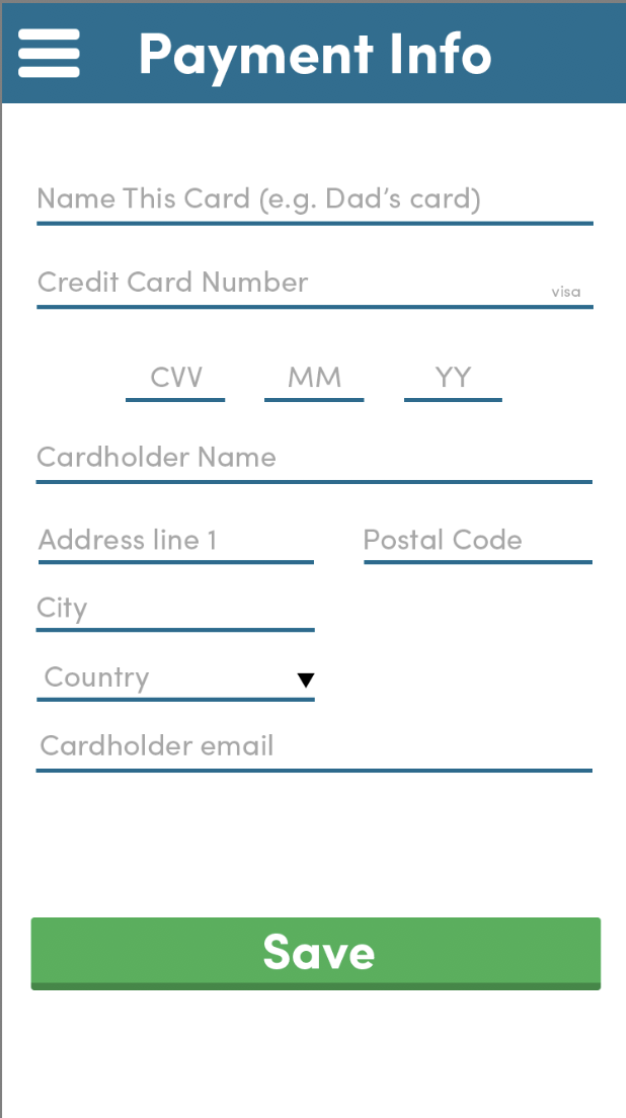 Payment Info
Name This Card (e.g. Dad's card)
Credit Card Number visa
CVV MM YY
Cardholder Name
Address line 1 Postal Code
City
Country
Cardholder email
Save